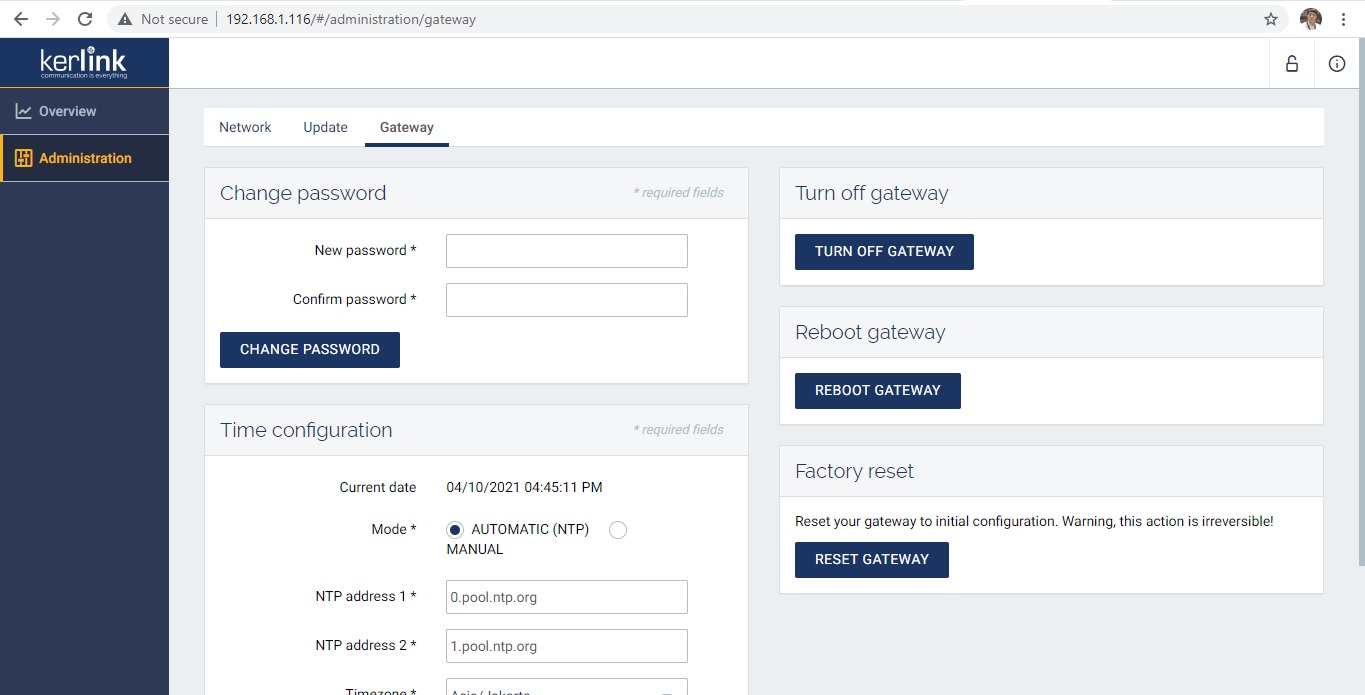 Not secure
192.168.1.116/#/administration/gateway
kerlink
communication is everything
Overview
Administration
Network
Update
Gateway
Change password
* required fields
New password *
Confirm password *
CHANGE PASSWORD
Time configuration
* required fields
Current date
04/10/2021 04:45:11 PM
Mode *
AUTOMATIC (NTP)
MANUAL
NTP address 1 *
0.pool.ntp.org
NTP address 2 *
1.pool.ntp.org
Timezone *
Asia/Jakarta
Turn off gateway
TURN OFF GATEWAY
Reboot gateway
REBOOT GATEWAY
Factory reset
Reset your gateway to initial configuration. Warning, this action is irreversible!
RESET GATEWAY